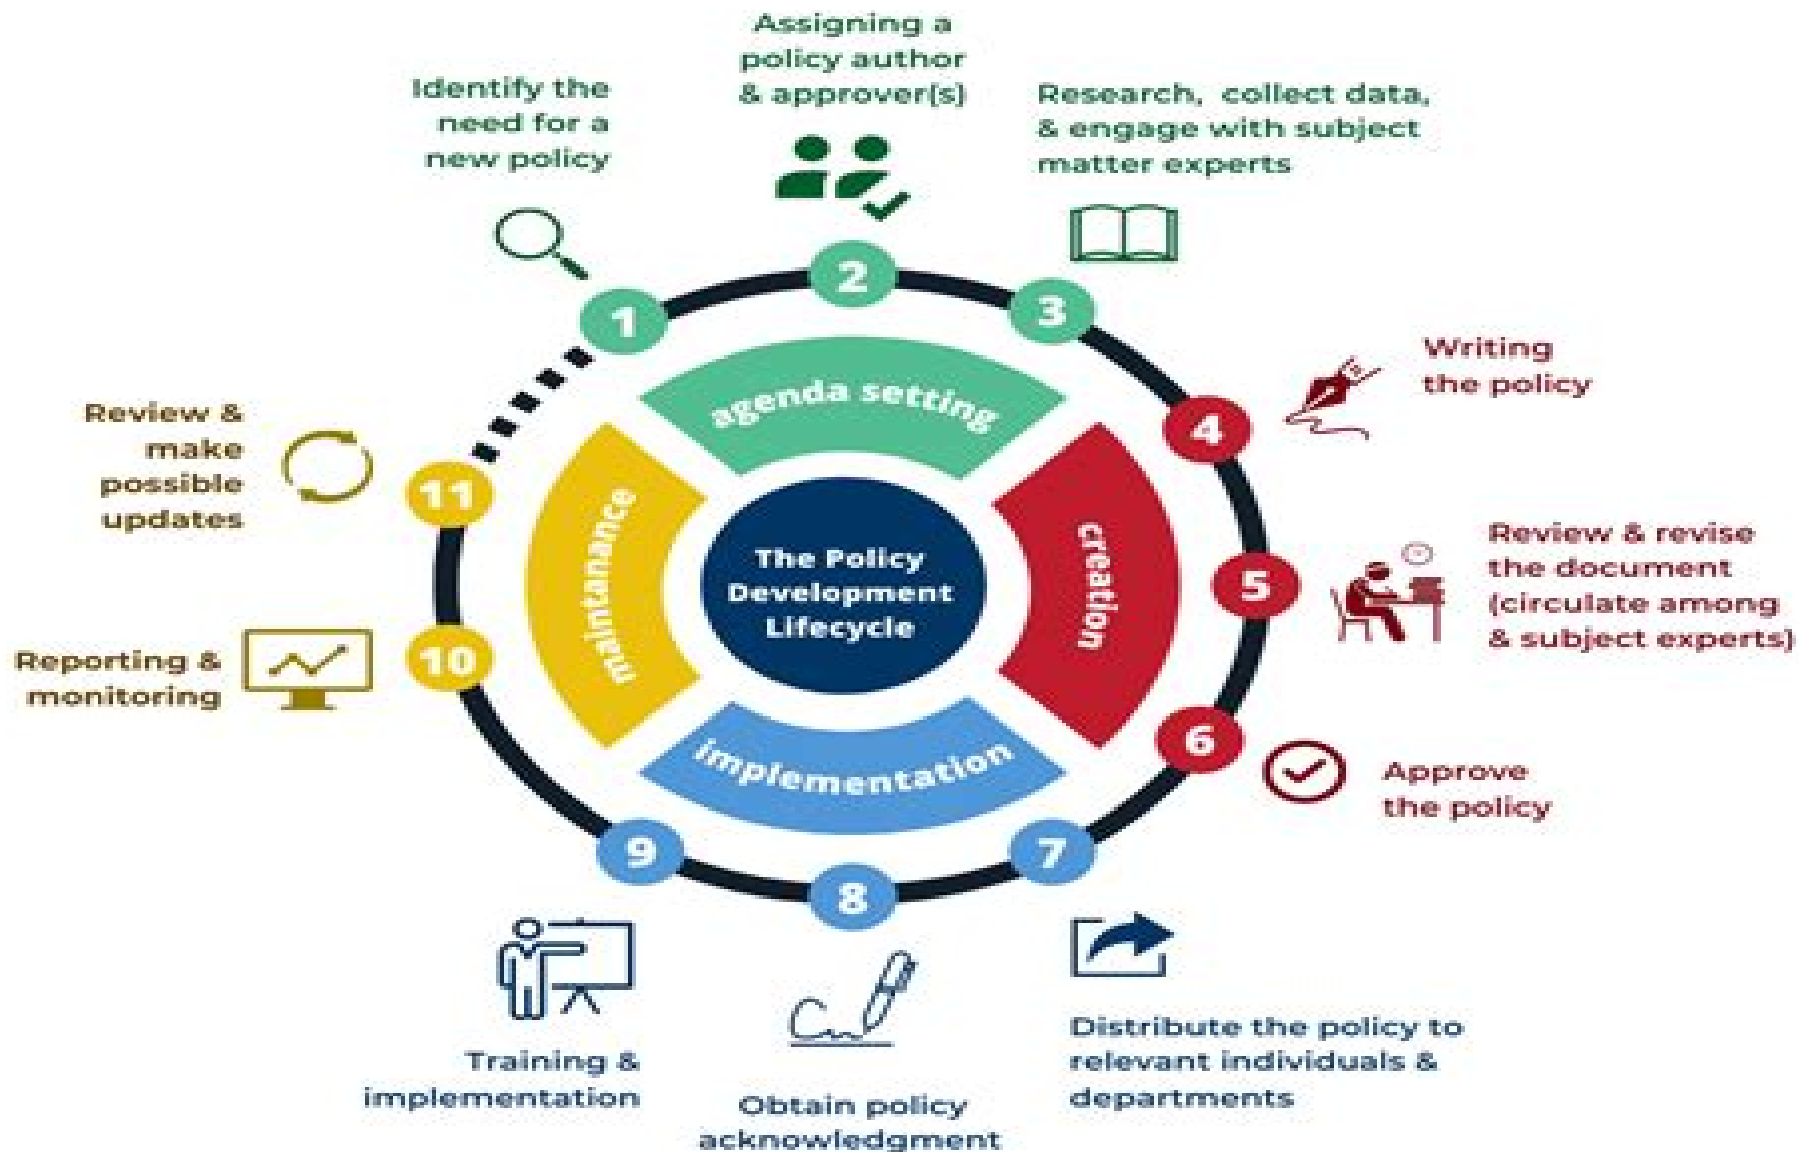 Assigning a
policy author
& approver(s)
Identify the
need for a
new policy
Research, collect data,
& engage with subject
matter experts
1
2
3
Writing
the policy
4
Review & revise
the document
(circulate among
& subject experts)
5
Approve
the policy
6
Distribute the policy to
relevant individuals &
departments
7
Obtain policy
acknowledgment
8
Training &
implementation
9
Reporting &
monitoring
10
Review &
make
possible
updates
11
agenda setting
creation
implementation
maintanance
The Policy
Development
Lifecycle